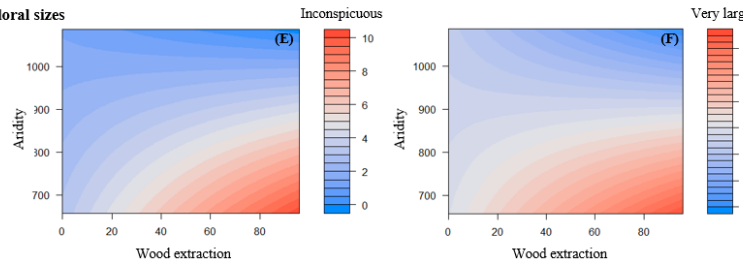 loral sizes
Inconspicuous
Very larg
(E)
(F)
Aridity
1000
900
300
700
0
20
40
60
80
Wood extraction
10
8
6
4
2
0
Aridity
1000
900
800
700
0
20
40
60
80
Wood extraction